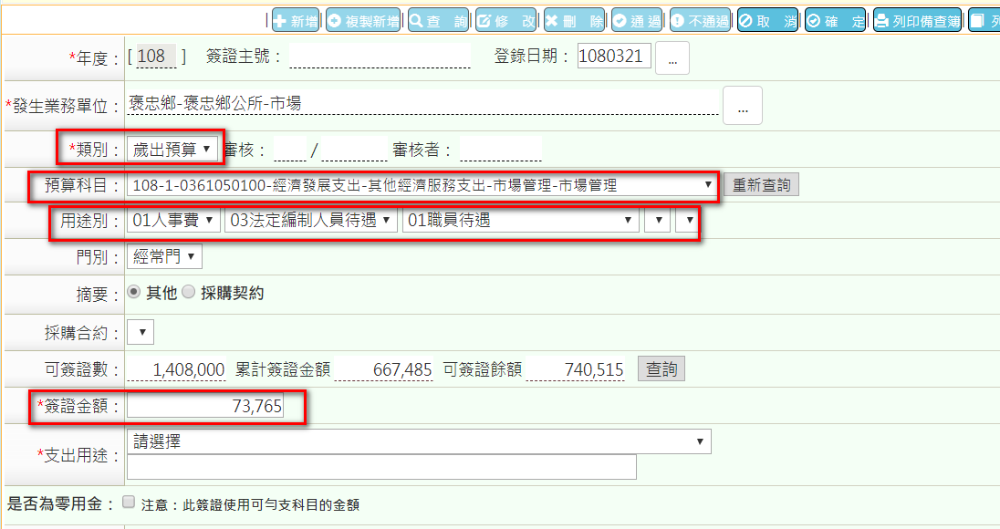 新增 複製新增 查 詢 修 改 刪 除 通 過 不通過 取 消 確 定 列印備查簿
*年度： [ 108 ] 簽證主號： 登錄日期： 1080321 ...
*發生業務單位： 褒忠鄉-褒忠鄉公所-市場 ...
*類別： 歲出預算 審核： / 審核者：
預算科目： 108-1-0361050100-經濟發展支出-其他經濟服務支出-市場管理-市場管理 重新查詢
用途別： 01人事費 03法定編制人員待遇 01職員待遇
門別： 經常門
摘要： 其他 採購契約
採購合約：
可簽證數： 1,408,000 累計簽證金額 667,485 可簽證餘額 740,515 查詢
*簽證金額： 73,765
*支出用途： 請選擇
是否為零用金： 注意：此簽證使用可勻支科目的金額